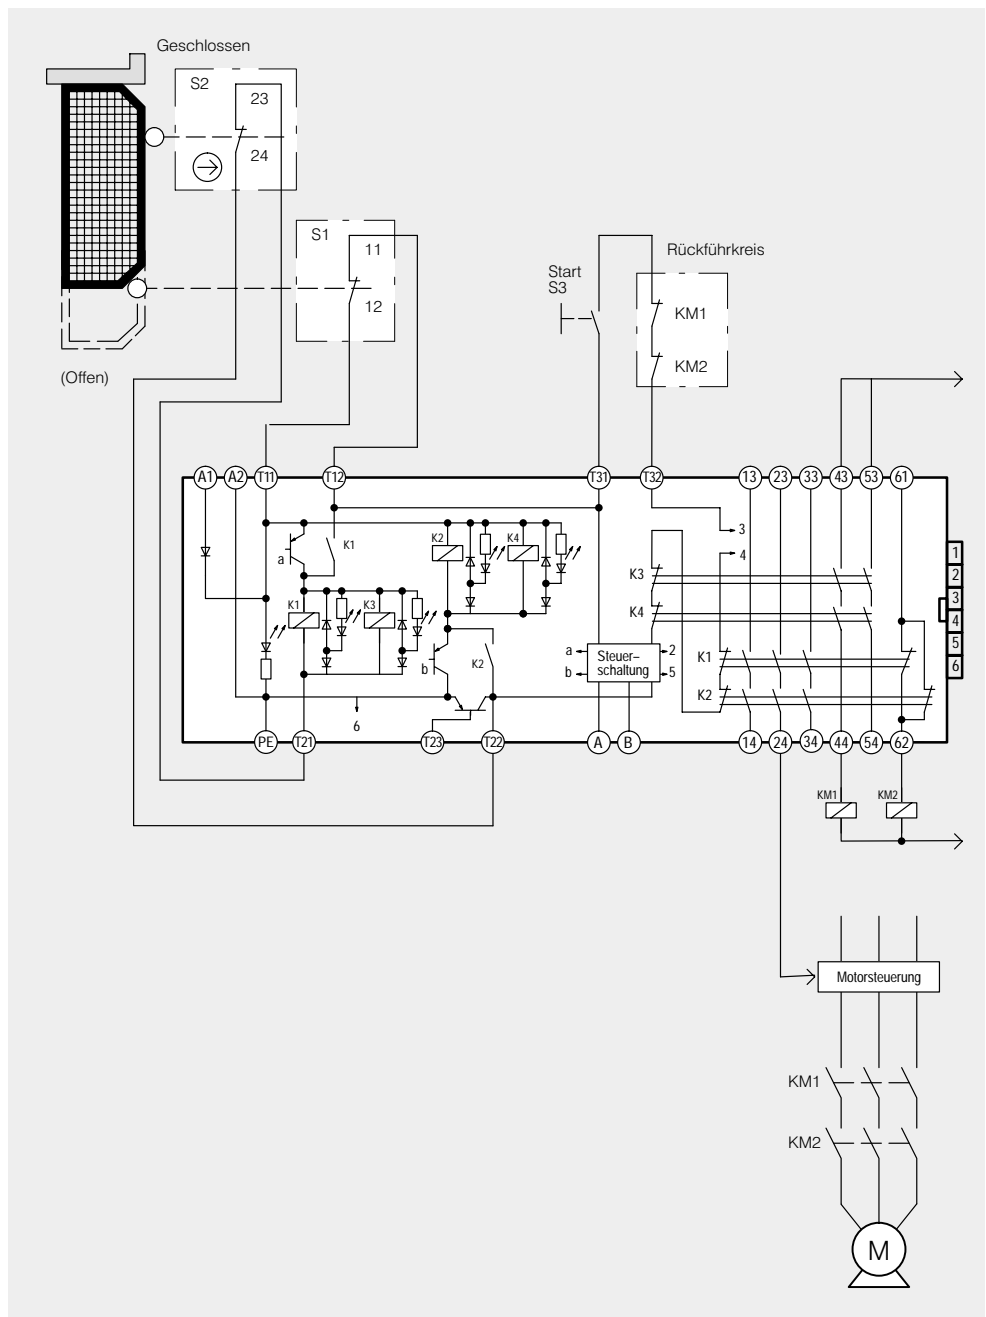 Geschlossen
S2
23
24
S1
11
12
(Offen)
Start
S3
Rückführkreis
KM1
KM2
A1 A2 T11 T12 T31 T32 13 23 33 43 53 61
a
K1
K2
K4
3
4
K1
K3
K3
K4
b
K2
a
b
Steuer–
schaltung
2
5
K1
K2
6
1
2
3
4
5
6
PE T21 T23 T22 A B 14 24 34 44 54 62
KM1
KM2
Motorsteuerung
KM1
KM2
M